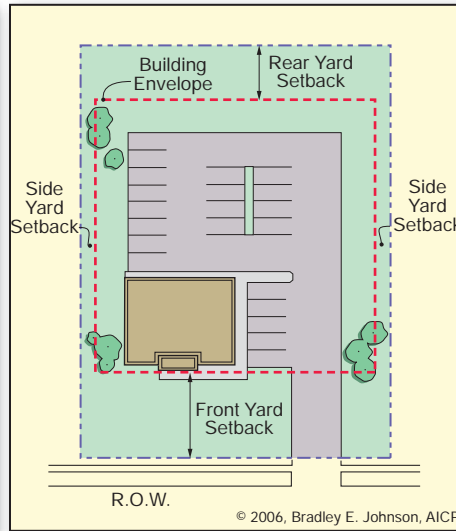 Building
Envelope
Rear Yard
Setback
Side
Yard
Setback
Side
Yard
Setback
Front Yard
Setback
R.O.W.
© 2006, Bradley E. Johnson, AICP